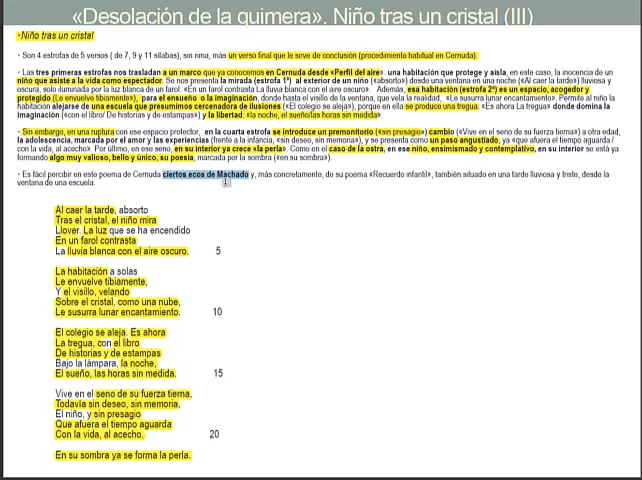 «Desolación de la quimera». Niño tras un cristal (III)
•Niño tras un cristal
• Son 4 estrofas de 5 versos ( de 7, 9 y 11 sílabas), sin rima, más un verso final que le sirve de conclusión (procedimiento habitual en Cernuda).
• Las tres primeras estrofas nos trasladan a un marco que ya conocemos en Cernuda desde «Perfil del aire»: una habitación que protege y aísla, en este caso, la inocencia de un
niño que asiste a la vida como espectador. Se nos presenta la mirada (estrofa 1ª) al exterior de un niño («absorto») desde una ventana en una noche («Al caer la tarde») lluviosa y
oscura, solo iluminada por la luz blanca de un farol: «En un farol contrasta La lluvia blanca con el aire oscuro». Además, esa habitación (estrofa 2ª) es un espacio, acogedor y
protegido (Le envuelve tibiamente»), para el ensueño o la imaginación, donde hasta el visillo de la ventana, que vela la realidad, «Le susurra lunar encantamiento». Permite al niño la
habitación alejarse de una escuela que presumimos cercenadora de ilusiones («El colegio se aleja»), porque en ella se produce una tregua: «Es ahora La tregua» donde domina la
imaginación («con el libro/ De historias y de estampas») y la libertad: «la noche, el sueño/las horas sin medida».
• Sin embargo, en una ruptura con ese espacio protector, en la cuarta estrofa se introduce un premonitorio («sin presagio») cambio («Vive en el seno de su fuerza tierna») a otra edad,
la adolescencia, marcada por el amor y las experiencias (frente a la infancia, «sin deseo, sin memoria»), y se presenta como un paso angustiado, ya «que afuera el tiempo aguarda /
con la vida, al acecho». Por último, en ese seno, en su interior ya crece «la perla». Como en el caso de la ostra, en ese niño, ensimismado y contemplativo, en su interior se está ya
formando algo muy valioso, bello y único, su poesía, marcada por la sombra («en su sombra»).
• Es fácil percibir en este poema de Cernuda ciertos ecos de Machado y, más concretamente, de su poema «Recuerdo infantil», también situado en una tarde lluviosa y triste, desde la
ventana de una escuela.
Al caer la tarde, absorto
Tras el cristal, el niño mira
Llover. La luz que se ha encendido
En un farol contrasta
La lluvia blanca con el aire oscuro. 5
La habitación a solas
Le envuelve tibiamente,
Y el visillo, velando
Sobre el cristal, como una nube,
Le susurra lunar encantamiento. 10
El colegio se aleja. Es ahora
La tregua, con el libro
De historias y de estampas
Bajo la lámpara, la noche,
El sueño, las horas sin medida. 15
Vive en el seno de su fuerza tierna,
Todavía sin deseo, sin memoria,
El niño, y sin presagio
Que afuera el tiempo aguarda
Con la vida, al acecho. 20
En su sombra ya se forma la perla.